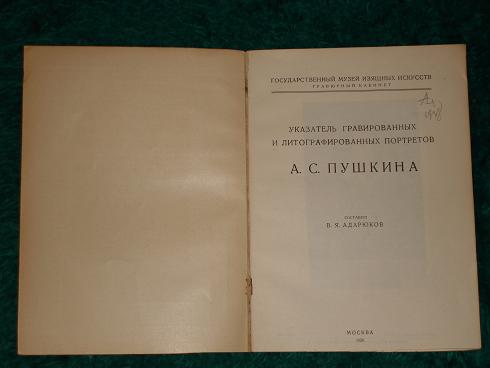 ГОСУДАРСТВЕННЫЙ МУЗЕЙ ИЗЯЩНЫХ ИСКУССТВ
ГРАВЮРНЫЙ КАБИНЕТ
УКАЗАТЕЛЬ ГРАВИРОВАННЫХ
И ЛИТОГРАФИРОВАННЫХ ПОРТРЕТОВ
А. С. ПУШКИНА
СОСТАВИЛ
В. Я. АДАРЮКОВ
МОСКВА